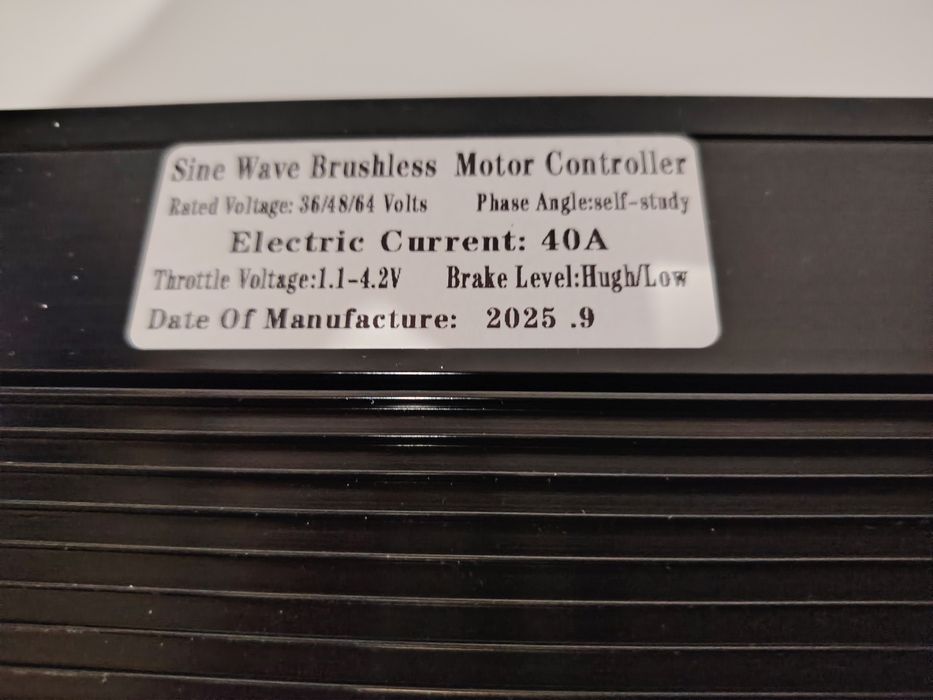 Sine Wave Brushless Motor Controller
Rated Voltage: 36/48/64 Volts Phase Angle:self-study
Electric Current: 40A
Throttle Voltage:1.1-4.2V Brake Level:Hugh/Low
Date Of Manufacture: 2025 .9